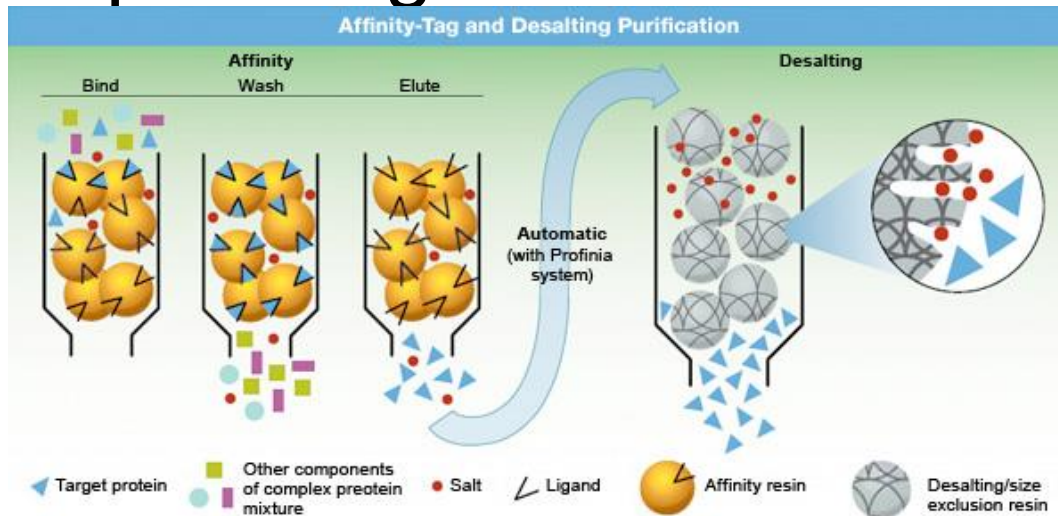 Affinity-Tag and Desalting Purification
Affinity
Desalting
Bind
Wash
Elute
Automatic
(with Profinia
system)
Target protein
Other components
of complex preotein
mixture
Salt
Ligand
Affinity resin
Desalting/size
exclusion resin